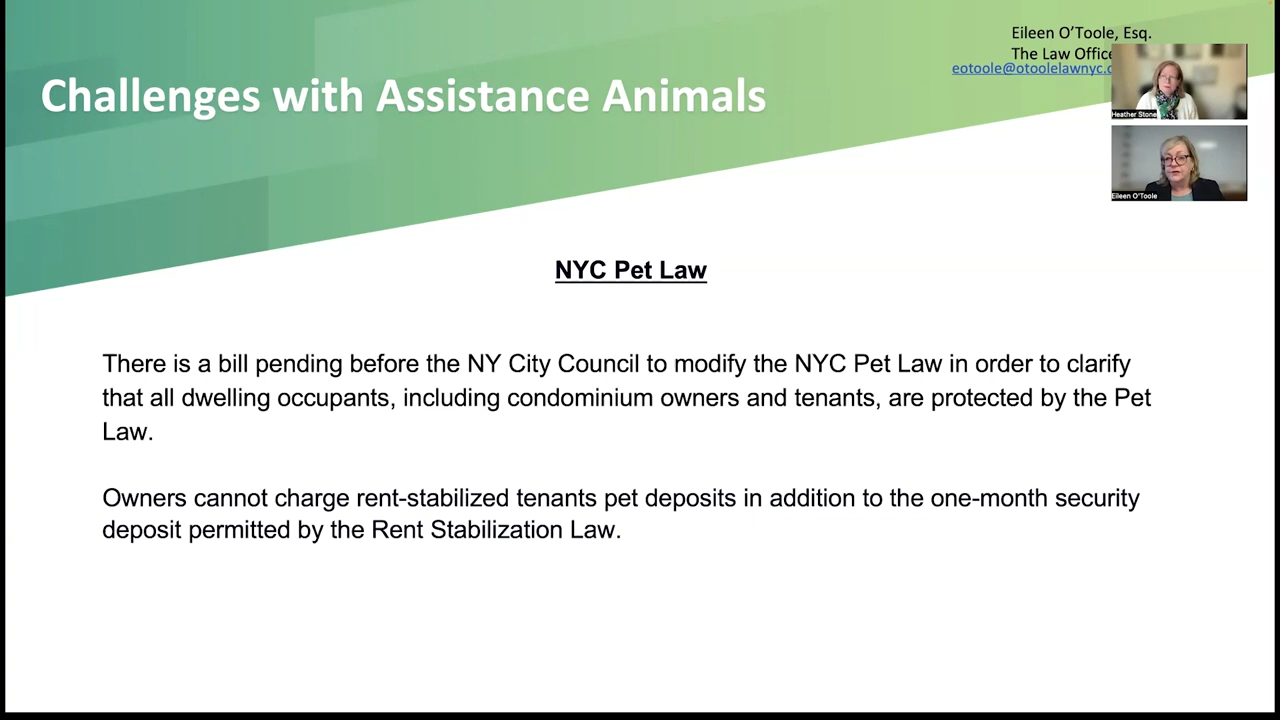 Eileen O'Toole, Esq.
The Law Office
eotoole@otoolelawnyc.
Challenges with Assistance Animals
Heather Stone
Eileen O'Toole
NYC Pet Law
There is a bill pending before the NY City Council to modify the NYC Pet Law in order to clarify
that all dwelling occupants, including condominium owners and tenants, are protected by the Pet
Law.
Owners cannot charge rent-stabilized tenants pet deposits in addition to the one-month security
deposit permitted by the Rent Stabilization Law.